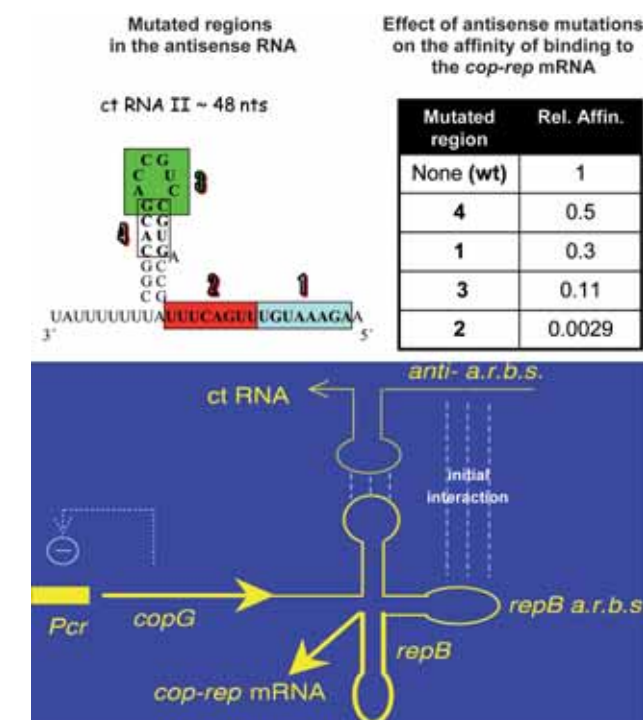 Mutated regions
in the antisense RNA
Effect of antisense mutations
on the affinity of binding to
the cop-rep mRNA
ct RNA II ~ 48 nts
C G
C G
C U
A C
G C
C G
A U
C G A
G C
G C
C G
3
4
2
1
UAUUUUUUUAUUUCAGUUUGUAAAGAA
3´
5´
Mutated region Rel. Affin.
None (wt) 1
4 0.5
1 0.3
3 0.11
2 0.0029
anti- a.r.b.s.
ct RNA
initial
interaction
Pcr
copG
repB a.r.b.s
repB
cop-rep mRNA